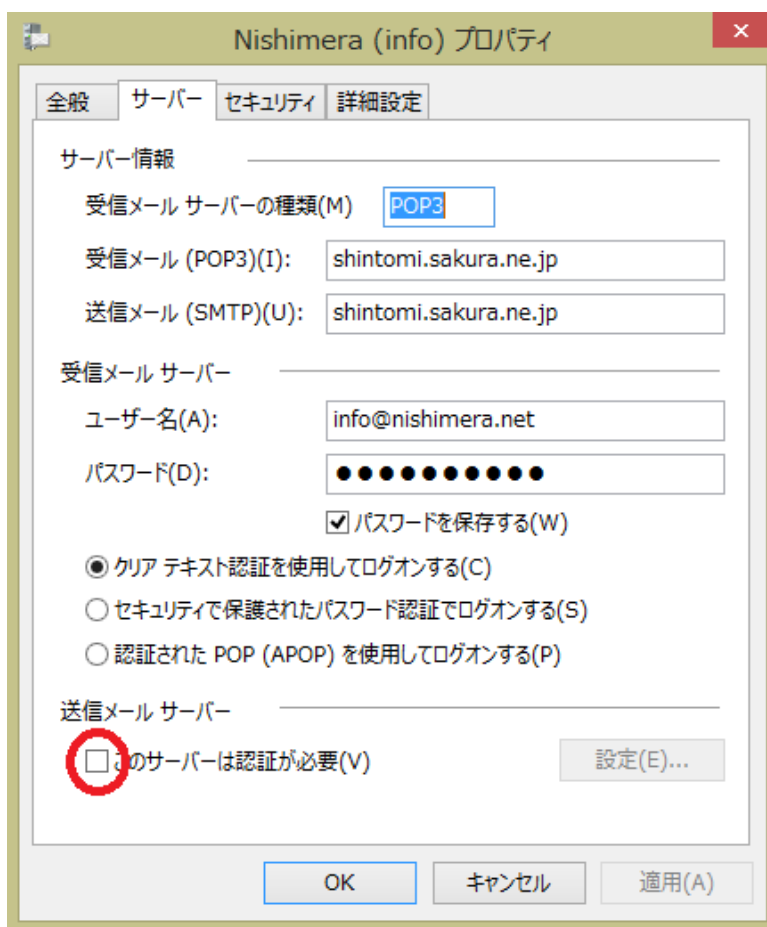 Nishimera (info) プロパティ
全般 サーバー セキュリティ 詳細設定
サーバー情報
受信メール サーバーの種類(M) POP3
受信メール (POP3)(I): shintomi.sakura.ne.jp
送信メール (SMTP)(U): shintomi.sakura.ne.jp
受信メール サーバー
ユーザー名(A): info@nishimera.net
パスワード(D): ●●●●●●●●●●
パスワードを保存する(W)
クリア テキスト認証を使用してログオンする(C)
セキュリティで保護されたパスワード認証でログオンする(S)
認証された POP (APOP) を使用してログオンする(P)
送信メール サーバー
このサーバーは認証が必要(V) 設定(E)...
OK キャンセル 適用(A)